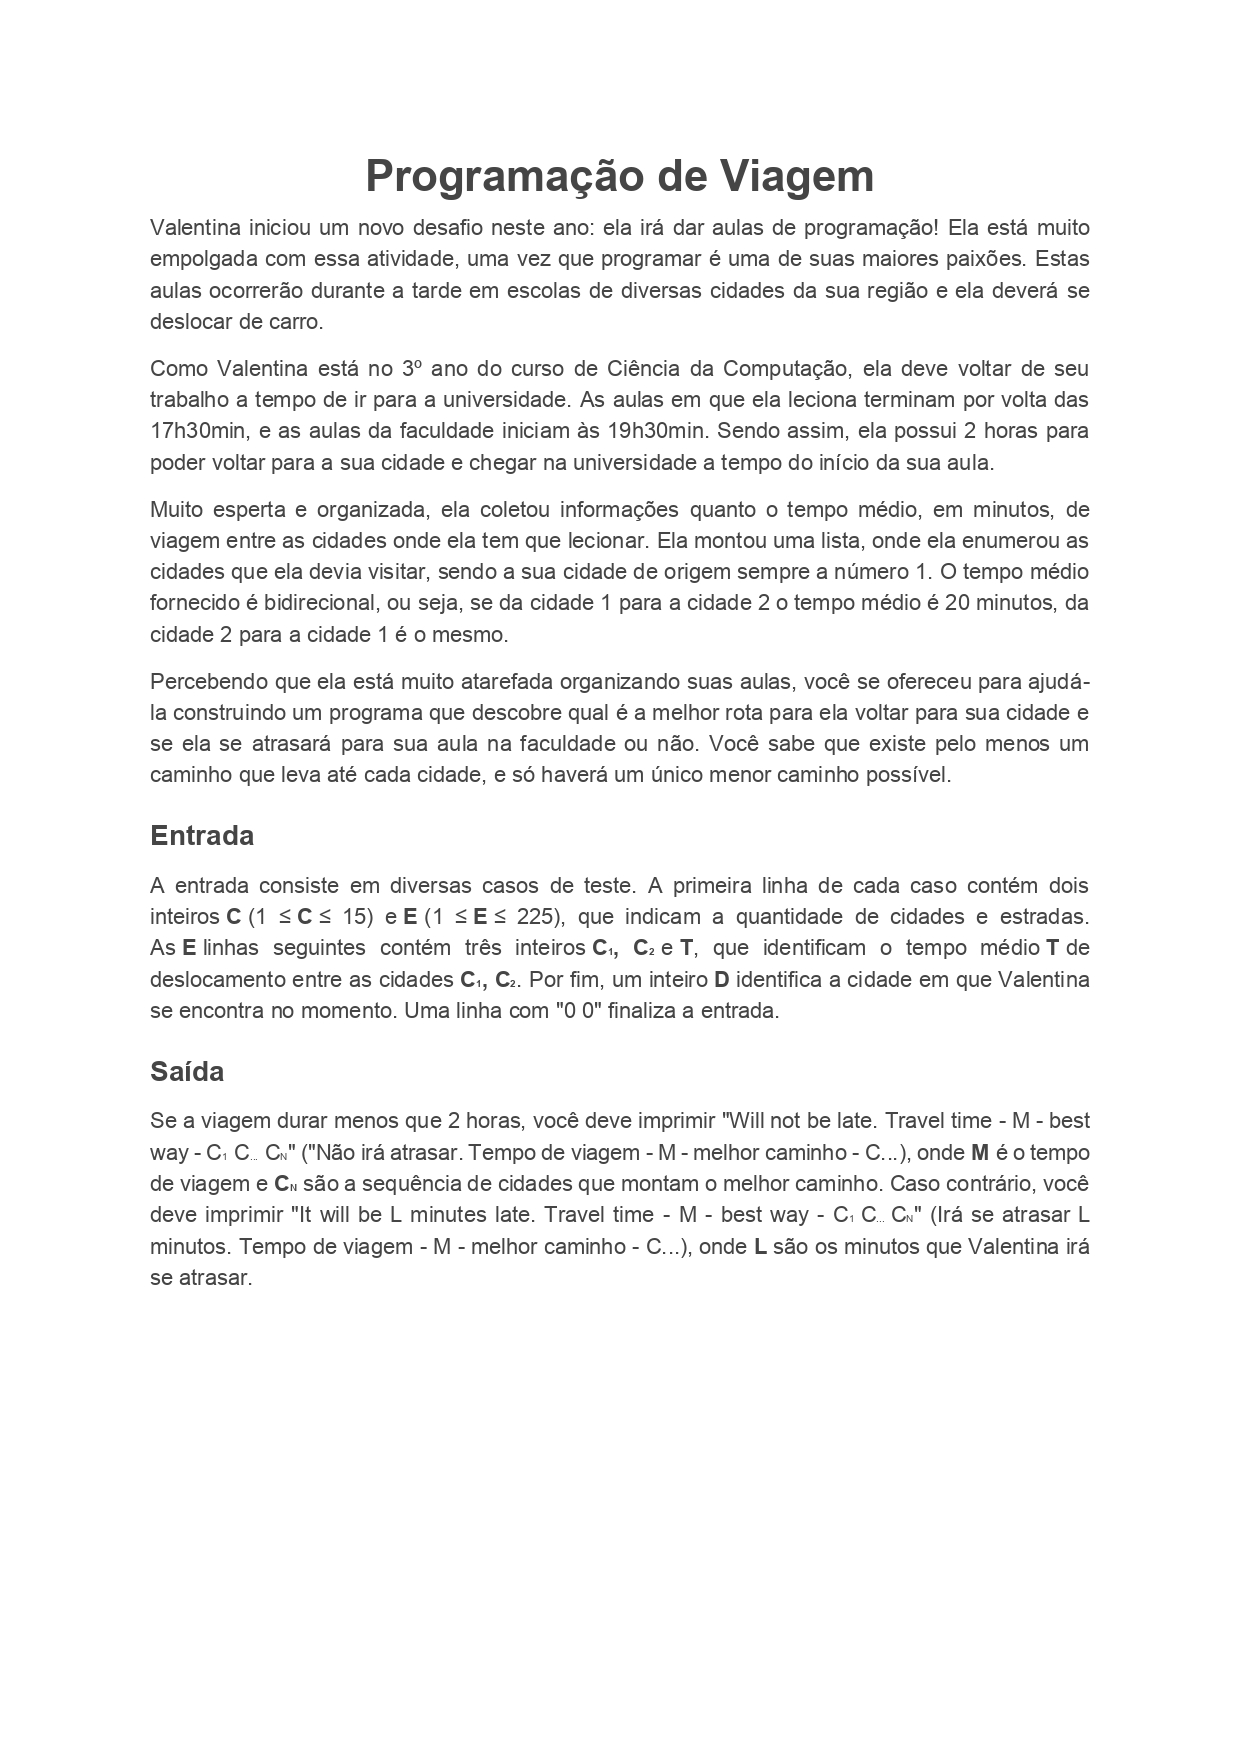 Programação de Viagem
Valentina iniciou um novo desafio neste ano: ela irá dar aulas de programação! Ela está muito
empolgada com essa atividade, uma vez que programar é uma de suas maiores paixões. Estas
aulas ocorrerão durante a tarde em escolas de diversas cidades da sua região e ela deverá se
deslocar de carro.
Como Valentina está no 3º ano do curso de Ciência da Computação, ela deve voltar de seu
trabalho a tempo de ir para a universidade. As aulas em que ela leciona terminam por volta das
17h30min, e as aulas da faculdade iniciam às 19h30min. Sendo assim, ela possui 2 horas para
poder voltar para a sua cidade e chegar na universidade a tempo do início da sua aula.
Muito esperta e organizada, ela coletou informações quanto o tempo médio, em minutos, de
viagem entre as cidades onde ela tem que lecionar. Ela montou uma lista, onde ela enumerou as
cidades que ela devia visitar, sendo a sua cidade de origem sempre a número 1. O tempo médio
fornecido é bidirecional, ou seja, se da cidade 1 para a cidade 2 o tempo médio é 20 minutos, da
cidade 2 para a cidade 1 é o mesmo.
Percebendo que ela está muito atarefada organizando suas aulas, você se ofereceu para ajudá-
la construindo um programa que descobre qual é a melhor rota para ela voltar para sua cidade e
se ela se atrasará para sua aula na faculdade ou não. Você sabe que existe pelo menos um
caminho que leva até cada cidade, e só haverá um único menor caminho possível.
Entrada
A entrada consiste em diversas casos de teste. A primeira linha de cada caso contém dois
inteiros C (1 ≤ C ≤ 15) e E (1 ≤ E ≤ 225), que indicam a quantidade de cidades e estradas.
As E linhas seguintes contém três inteiros C₁, C₂ e T, que identificam o tempo médio T de
deslocamento entre as cidades C₁, C₂. Por fim, um inteiro D identifica a cidade em que Valentina
se encontra no momento. Uma linha com "0 0" finaliza a entrada.
Saída
Se a viagem durar menos que 2 horas, você deve imprimir "Will not be late. Travel time - M - best
way - C₁ C... CN" ("Não irá atrasar. Tempo de viagem - M - melhor caminho - C...), onde M é o tempo
de viagem e CN são a sequência de cidades que montam o melhor caminho. Caso contrário, você
deve imprimir "It will be L minutes late. Travel time - M - best way - C₁ C... CN" (Irá se atrasar L
minutos. Tempo de viagem - M - melhor caminho - C...), onde L são os minutos que Valentina irá
se atrasar.